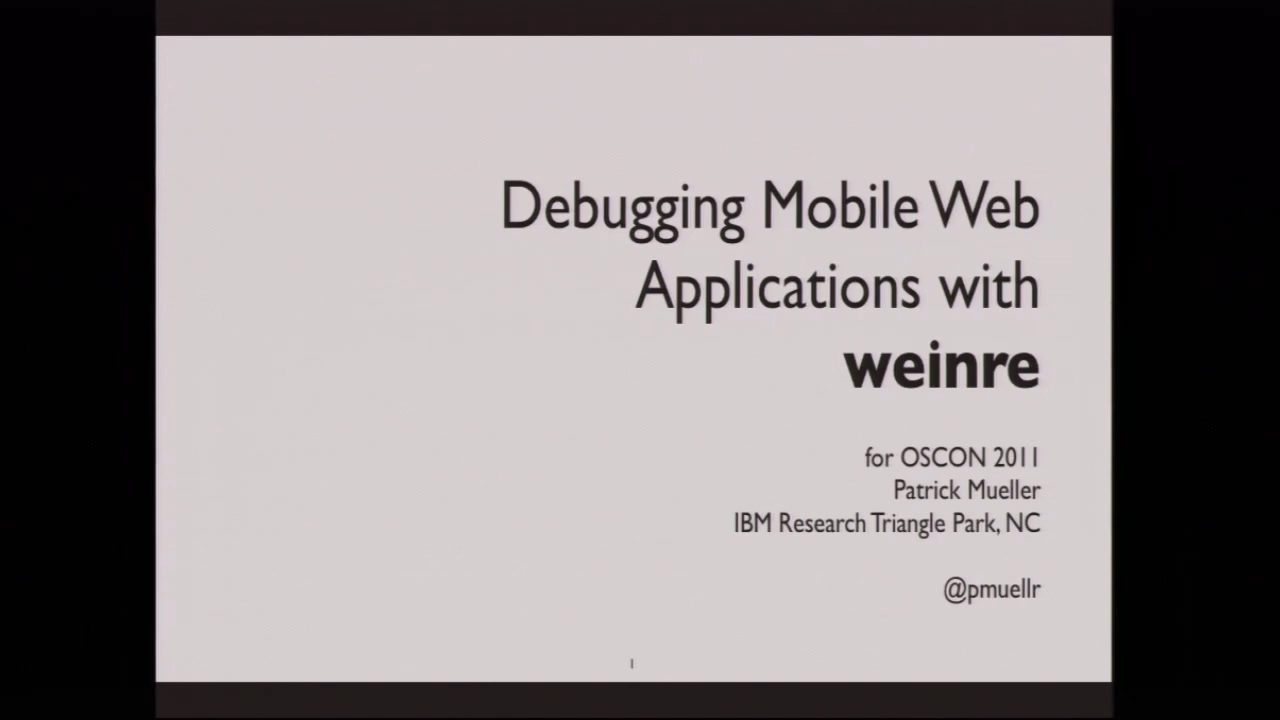 Debugging Mobile Web
Applications with
weinre
for OSCON 2011
Patrick Mueller
IBM Research Triangle Park, NC
@pmuellr
1